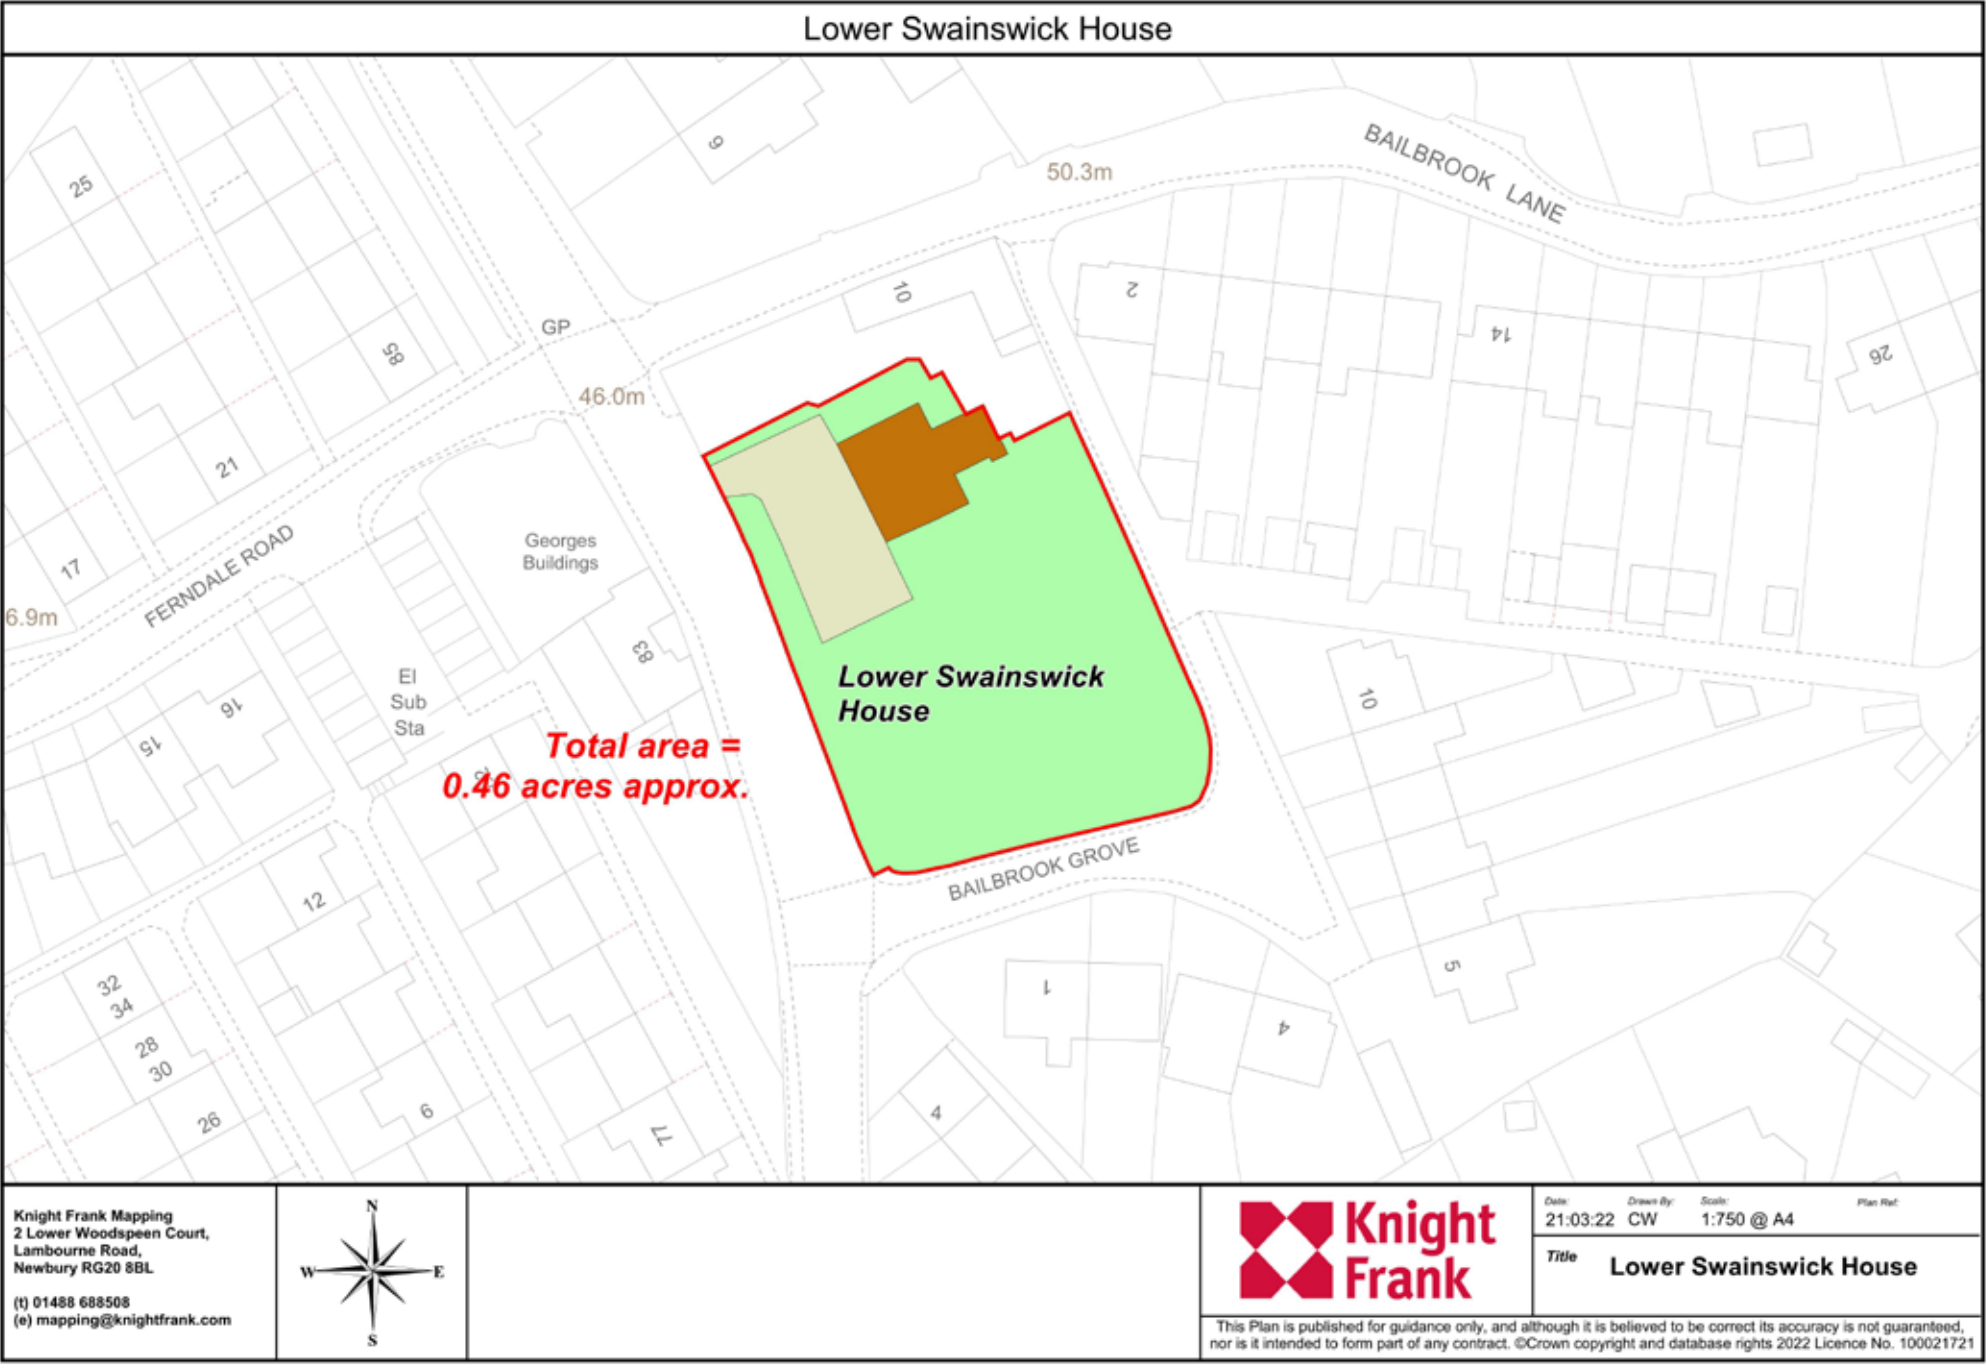 Lower Swainswick House
BAILBROOK LANE
50.3m
9
25
10
2
14
26
GP
85
46.0m
21
Georges
Buildings
FERNDALE ROAD
17
6.9m
83
El
Sub
Sta
16
15
10
Lower Swainswick
House
Total area =
0.46 acres approx.
BAILBROOK GROVE
12
5
32
34
1
4
28
30
26
6
4
77
Knight Frank Mapping
2 Lower Woodspeen Court,
Lambourne Road,
Newbury RG20 8BL
(t) 01488 688508
(e) mapping@knightfrank.com
N
W E
S
Knight
Frank
Date: Drawn By: Scale: Plan Ref:
21:03:22 CW 1:750 @ A4
Title Lower Swainswick House
This Plan is published for guidance only, and although it is believed to be correct its accuracy is not guaranteed,
nor is it intended to form part of any contract. ©Crown copyright and database rights 2022 Licence No. 100021721